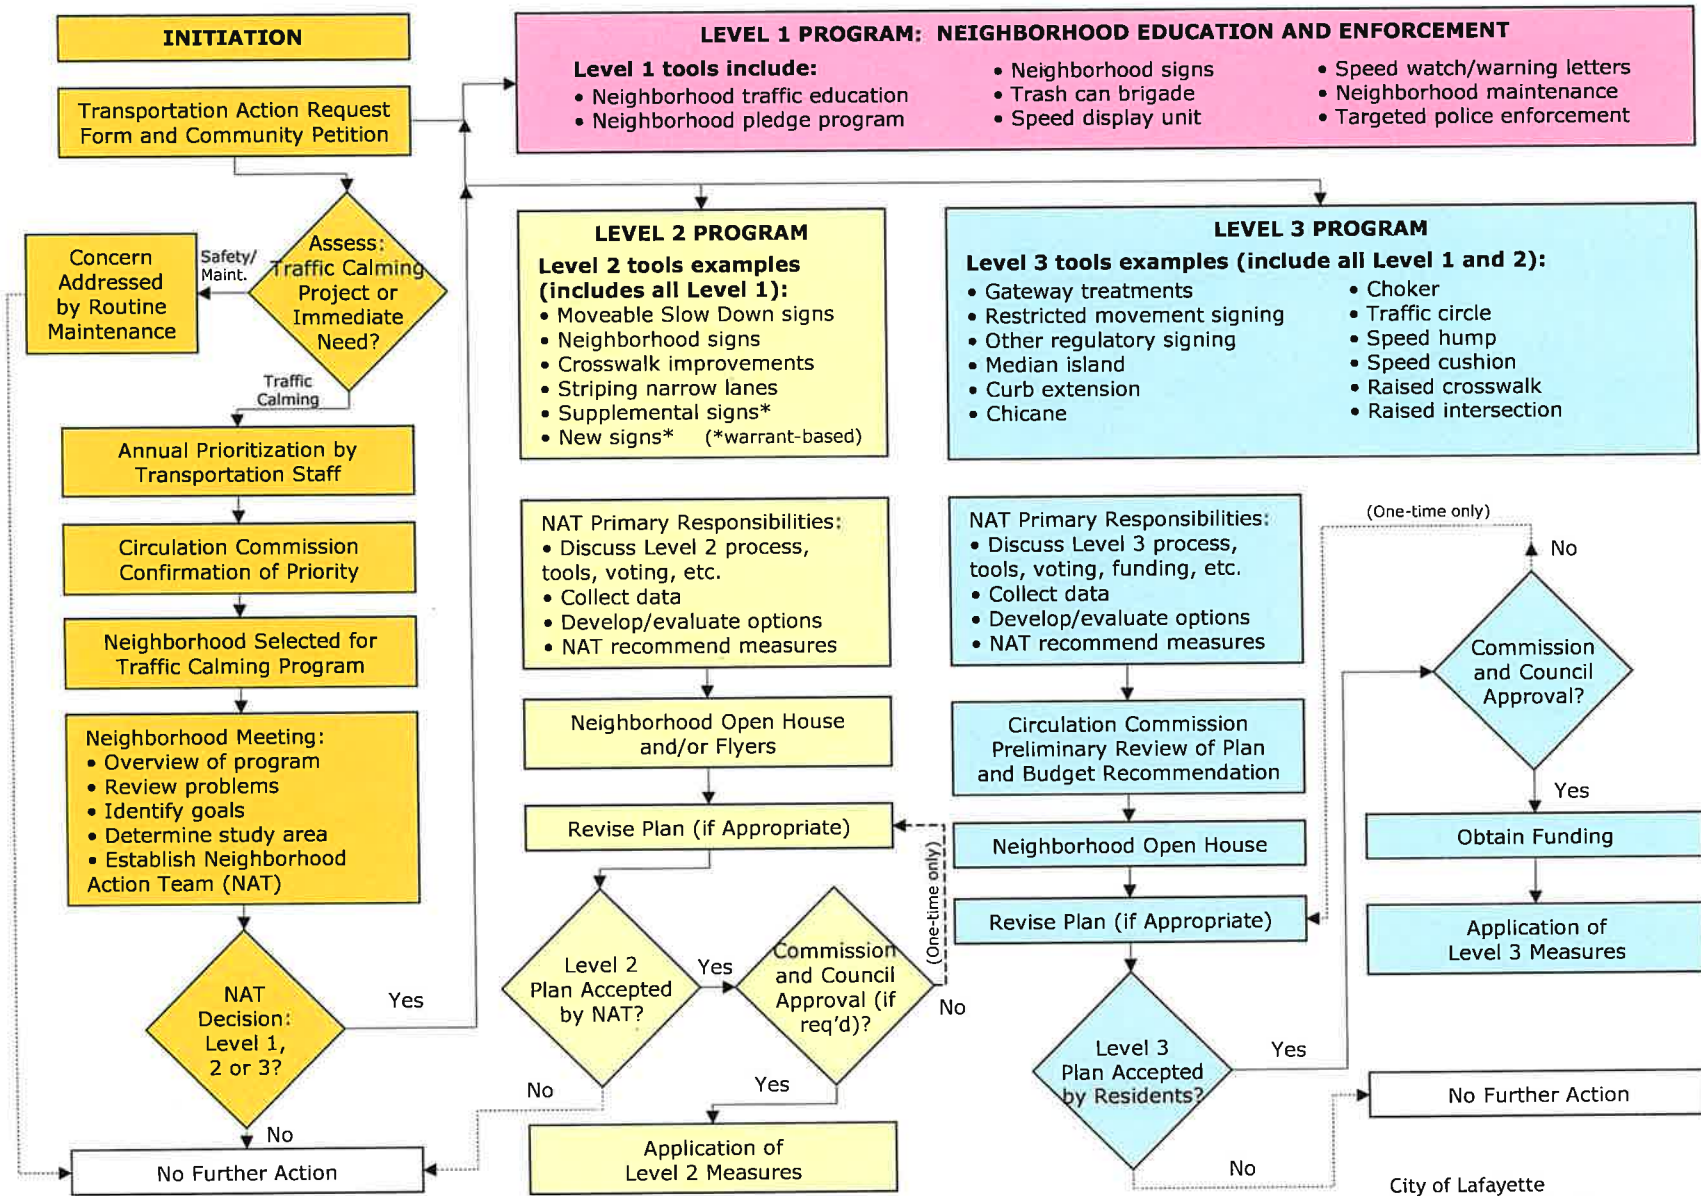 INITIATION
Transportation Action Request
Form and Community Petition
Assess:
Traffic Calming
Project or
Immediate
Need?
Safety/
Maint.
Concern
Addressed
by Routine
Maintenance
Traffic
Calming
Annual Prioritization by
Transportation Staff
Circulation Commission
Confirmation of Priority
Neighborhood Selected for
Traffic Calming Program
Neighborhood Meeting:
• Overview of program
• Review problems
• Identify goals
• Determine study area
• Establish Neighborhood
Action Team (NAT)
NAT
Decision:
Level 1,
2 or 3?
Yes
No
No Further Action
LEVEL 1 PROGRAM: NEIGHBORHOOD EDUCATION AND ENFORCEMENT
Level 1 tools include:
• Neighborhood traffic education
• Neighborhood pledge program
• Neighborhood signs
• Trash can brigade
• Speed display unit
• Speed watch/warning letters
• Neighborhood maintenance
• Targeted police enforcement
LEVEL 2 PROGRAM
Level 2 tools examples
(includes all Level 1):
• Moveable Slow Down signs
• Neighborhood signs
• Crosswalk improvements
• Striping narrow lanes
• Supplemental signs*
• New signs* (*warrant-based)
NAT Primary Responsibilities:
• Discuss Level 2 process,
tools, voting, etc.
• Collect data
• Develop/evaluate options
• NAT recommend measures
Neighborhood Open House
and/or Flyers
Revise Plan (if Appropriate)
Level 2
Plan Accepted
by NAT?
Yes
No
Commission
and Council
Approval (if
req'd)?
(One-time only)
No
Yes
Application of
Level 2 Measures
LEVEL 3 PROGRAM
Level 3 tools examples (include all Level 1 and 2):
• Gateway treatments
• Restricted movement signing
• Other regulatory signing
• Median island
• Curb extension
• Chicane
• Choker
• Traffic circle
• Speed hump
• Speed cushion
• Raised crosswalk
• Raised intersection
NAT Primary Responsibilities:
• Discuss Level 3 process,
tools, voting, funding, etc.
• Collect data
• Develop/evaluate options
• NAT recommend measures
Circulation Commission
Preliminary Review of Plan
and Budget Recommendation
Neighborhood Open House
Revise Plan (if Appropriate)
Level 3
Plan Accepted
by Residents?
Yes
No
No Further Action
(One-time only)
No
Commission
and Council
Approval?
Yes
Obtain Funding
Application of
Level 3 Measures
City of Lafayette